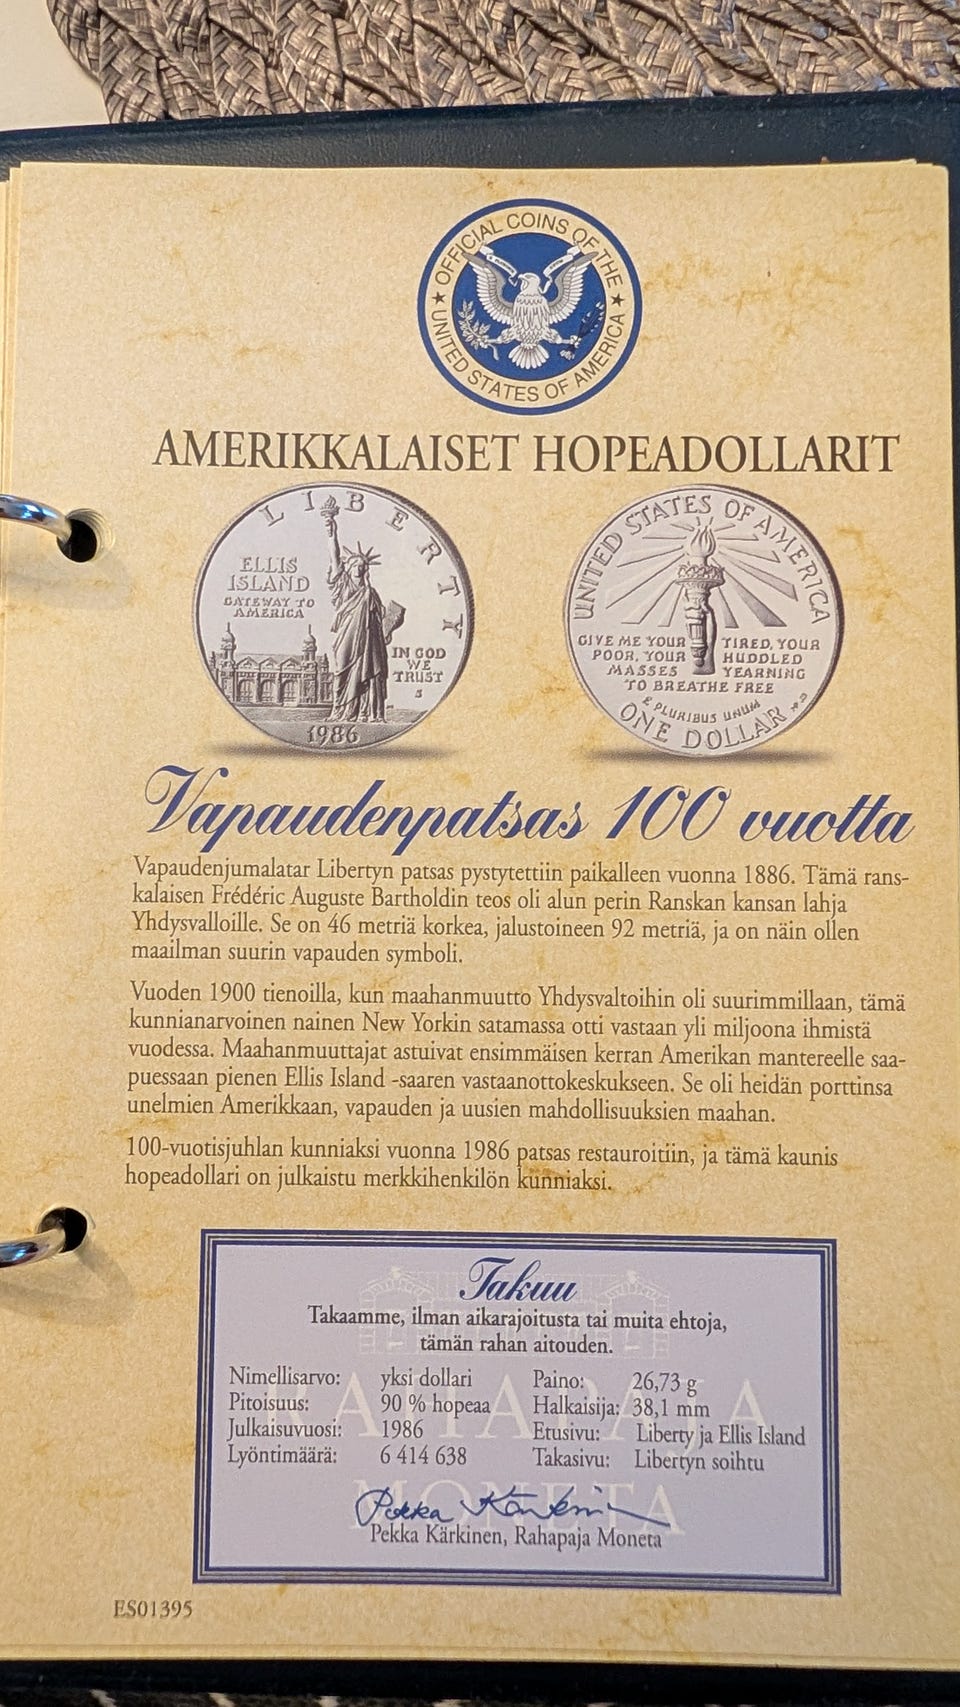 OFFICIAL COINS OF THE
UNITED STATES OF AMERICA
AMERIKKALAISET HOPEADOLLARIT
LIBERTY
ELLIS
ISLAND
GATEWAY TO
AMERICA
IN GOD
WE
TRUST
S
1986
UNITED STATES OF AMERICA
GIVE ME YOUR TIRED, YOUR
POOR, YOUR HUDDLED
MASSES YEARNING
TO BREATHE FREE
E PLURIBUS UNUM
ONE DOLLAR
Vapaudenpatsas 100 vuotta
Vapaudenjumalatar Libertyn patsas pystytettiin paikalleen vuonna 1886. Tämä rans-
kalaisen Frédéric Auguste Bartholdin teos oli alun perin Ranskan kansan lahja
Yhdysvalloille. Se on 46 metriä korkea, jalustoineen 92 metriä, ja on näin ollen
maailman suurin vapauden symboli.
Vuoden 1900 tienoilla, kun maahanmuutto Yhdysvaltoihin oli suurimmillaan, tämä
kunnianarvoinen nainen New Yorkin satamassa otti vastaan yli miljoona ihmistä
vuodessa. Maahanmuuttajat astuivat ensimmäisen kerran Amerikan mantereelle saa-
puessaan pienen Ellis Island -saaren vastaanottokeskukseen. Se oli heidän porttinsa
unelmien Amerikkaan, vapauden ja uusien mahdollisuuksien maahan.
100-vuotisjuhlan kunniaksi vuonna 1986 patsas restauroitiin, ja tämä kaunis
hopeadollari on julkaistu merkkihenkilön kunniaksi.
Takuu
Takaamme, ilman aikarajoitusta tai muita ehtoja,
tämän rahan aitouden.
Nimellisarvo: yksi dollari Paino: 26,73 g
Pitoisuus: 90 % hopeaa Halkaisija: 38,1 mm
Julkaisuvuosi: 1986 Etusivu: Liberty ja Ellis Island
Lyöntimäärä: 6 414 638 Takasivu: Libertyn soihtu
RAHAPAJA
MONETA
Pekka Kärkinen
Pekka Kärkinen, Rahapaja Moneta
ES01395